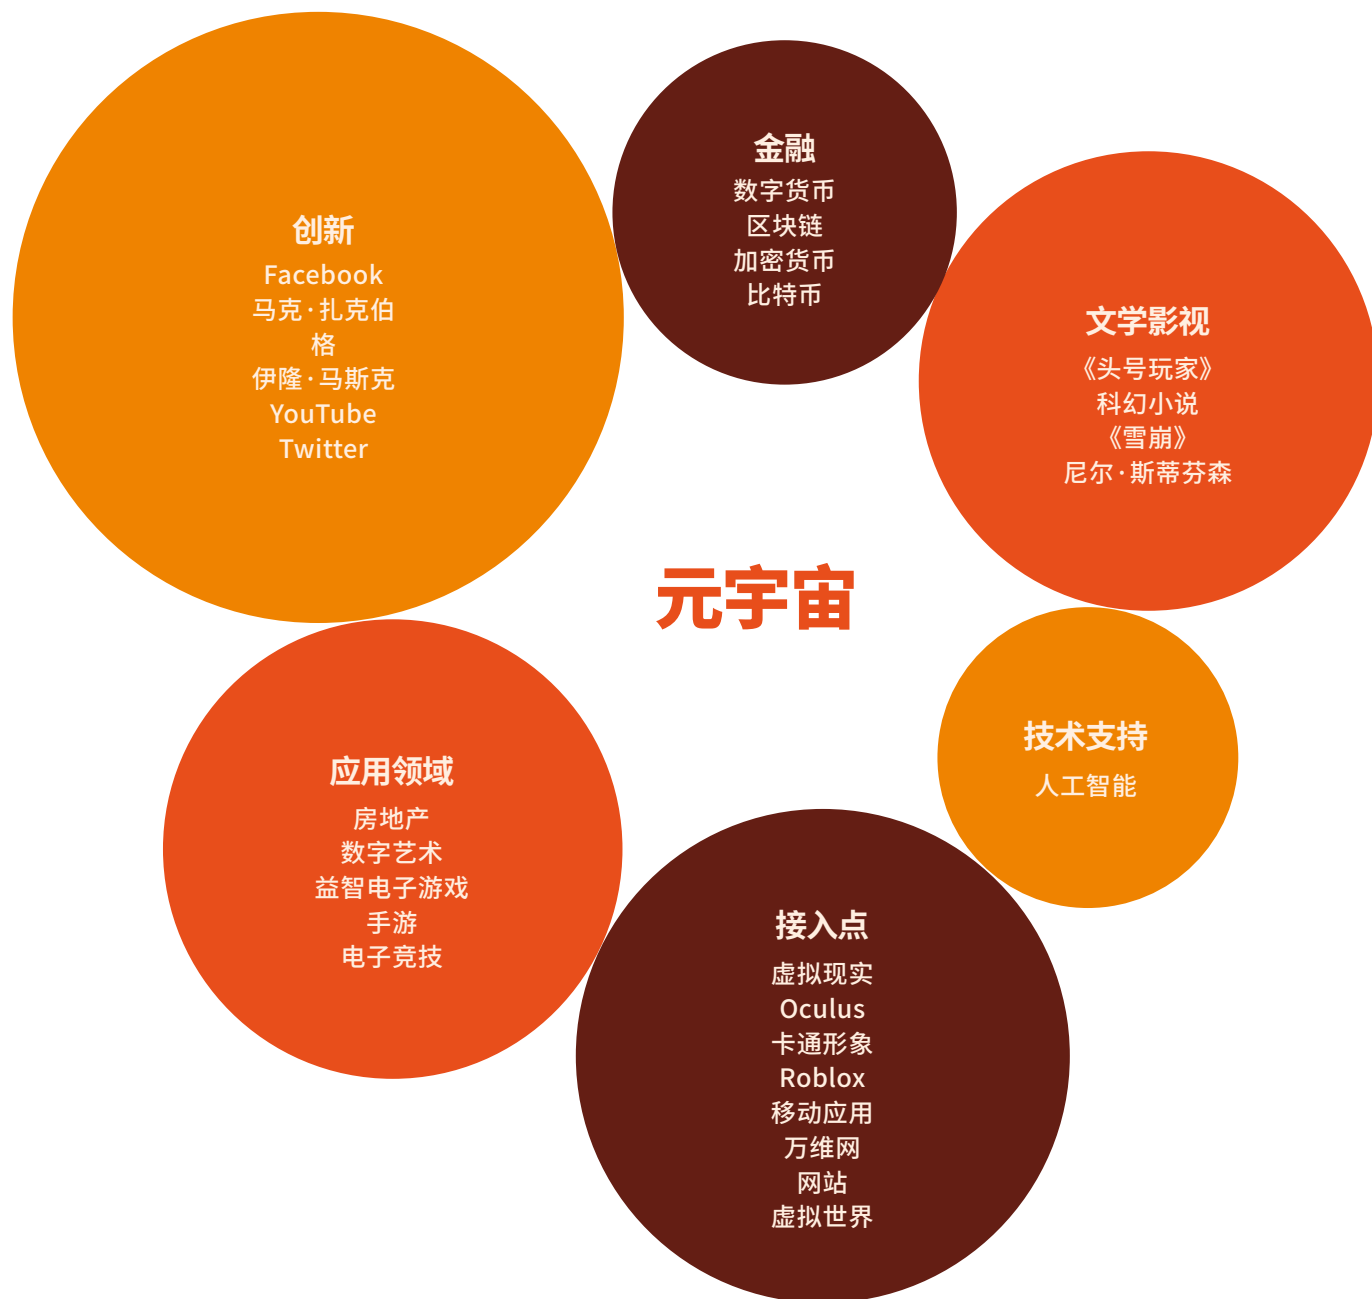 创新
Facebook
马克·扎克伯
格
伊隆·马斯克
YouTube
Twitter
金融
数字货币
区块链
加密货币
比特币
文学影视
《头号玩家》
科幻小说
《雪崩》
尼尔·斯蒂芬森
元宇宙
技术支持
人工智能
应用领域
房地产
数字艺术
益智电子游戏
手游
电子竞技
接入点
虚拟现实
Oculus
卡通形象
Roblox
移动应用
万维网
网站
虚拟世界